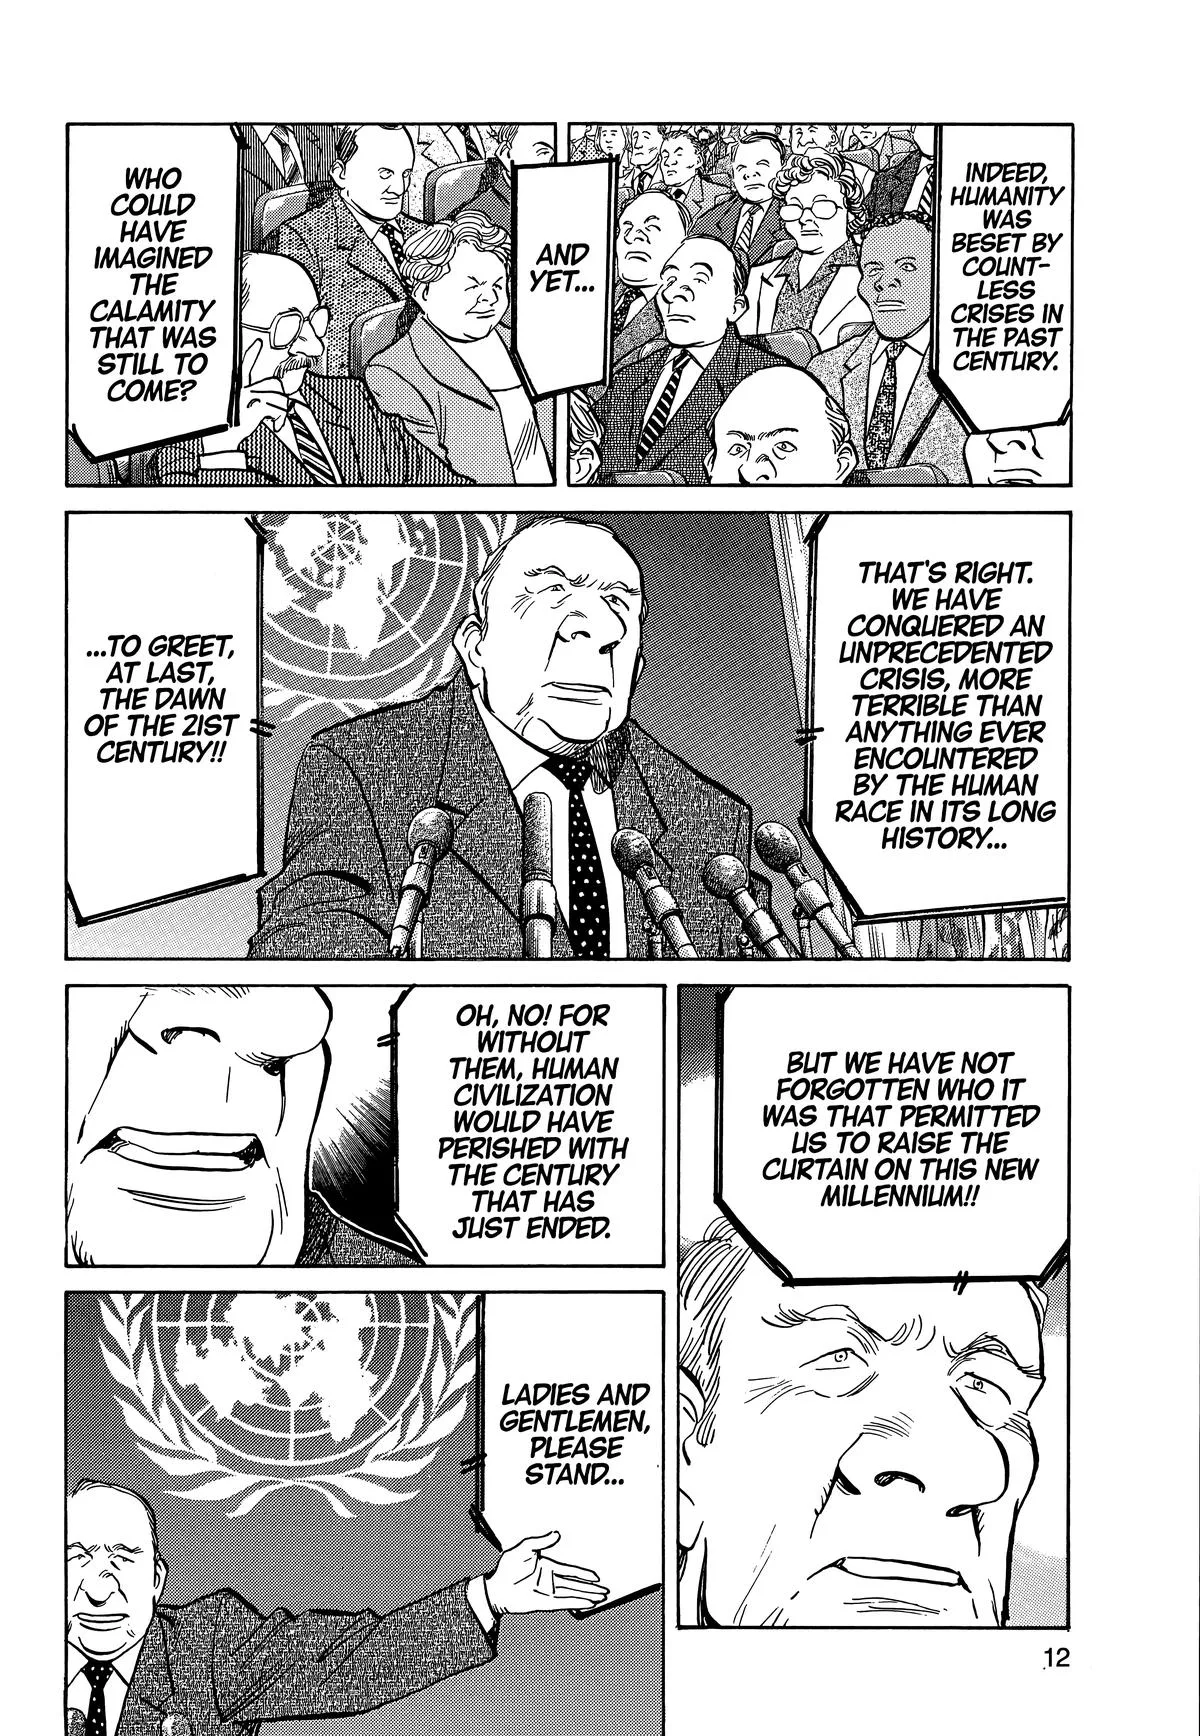 INDEED,
HUMANITY
WAS
BESET BY
COUNT-
LESS
CRISES IN
THE PAST
CENTURY.
AND
YET...
WHO
COULD
HAVE
IMAGINED
THE
CALAMITY
THAT WAS
STILL TO
COME?
THAT'S RIGHT.
WE HAVE
CONQUERED AN
UNPRECEDENTED
CRISIS, MORE
TERRIBLE THAN
ANYTHING EVER
ENCOUNTERED
BY THE HUMAN
RACE IN ITS LONG
HISTORY...
...TO GREET,
AT LAST,
THE DAWN
OF THE 21ST
CENTURY!!
BUT WE HAVE NOT
FORGOTTEN WHO IT
WAS THAT PERMITTED
US TO RAISE THE
CURTAIN ON THIS NEW
MILLENNIUM!!
OH, NO! FOR
WITHOUT
THEM, HUMAN
CIVILIZATION
WOULD HAVE
PERISHED WITH
THE CENTURY
THAT HAS
JUST ENDED.
LADIES AND
GENTLEMEN,
PLEASE
STAND...
12